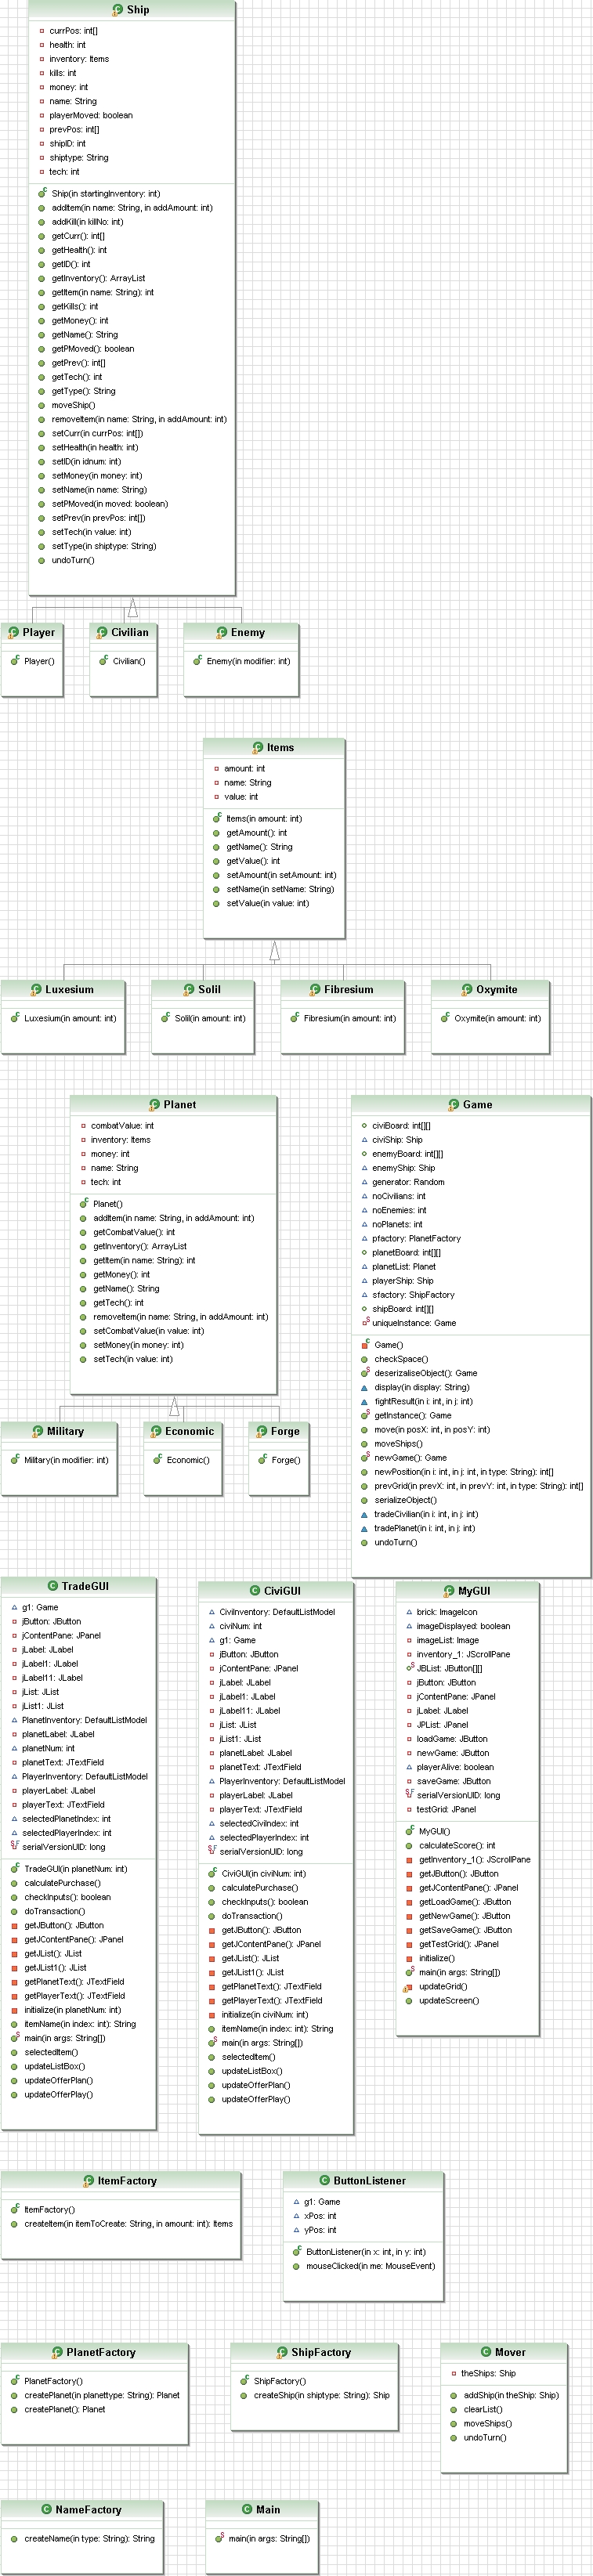 Ship
currPos: int[]
health: int
inventory: Items
kills: int
money: int
name: String
playerMoved: boolean
prevPos: int[]
shipID: int
shiptype: String
tech: int
Ship(in startingInventory: int)
addItem(in name: String, in addAmount: int)
addKill(in killNo: int)
getCurr(): int[]
getHealth(): int
getID(): int
getInventory(): ArrayList
getItem(in name: String): int
getKills(): int
getMoney(): int
getName(): String
getPMoved(): boolean
getPrev(): int[]
getTech(): int
getType(): String
moveShip()
removeItem(in name: String, in addAmount: int)
setCurr(in currPos: int[])
setHealth(in health: int)
setID(in idnum: int)
setMoney(in money: int)
setName(in name: String)
setPMoved(in moved: boolean)
setPrev(in prevPos: int[])
setTech(in value: int)
setType(in shiptype: String)
undoTurn()
Player
Player()
Civilian
Civilian()
Enemy
Enemy(in modifier: int)
Items
amount: int
name: String
value: int
Items(in amount: int)
getAmount(): int
getName(): String
getValue(): int
setAmount(in setAmount: int)
setName(in setName: String)
setValue(in value: int)
Luxesium
Luxesium(in amount: int)
Solil
Solil(in amount: int)
Fibresium
Fibresium(in amount: int)
Oxymite
Oxymite(in amount: int)
Planet
combatValue: int
inventory: Items
money: int
name: String
tech: int
Planet()
addItem(in name: String, in addAmount: int)
getCombatValue(): int
getInventory(): ArrayList
getItem(in name: String): int
getMoney(): int
getName(): String
getTech(): int
removeItem(in name: String, in addAmount: int)
setCombatValue(in value: int)
setMoney(in money: int)
setTech(in value: int)
Military
Military(in modifier: int)
Economic
Economic()
Forge
Forge()
Game
civiBoard: int[][]
civiShip: Ship
enemyBoard: int[][]
enemyShip: Ship
generator: Random
noCivilians: int
noEnemies: int
noPlanets: int
pfactory: PlanetFactory
planetBoard: int[][]
planetList: Planet
playerShip: Ship
sfactory: ShipFactory
shipBoard: int[][]
uniqueInstance: Game
Game()
checkSpace()
deserizaliseObject(): Game
display(in display: String)
fightResult(in i: int, in j: int)
getInstance(): Game
move(in posX: int, in posY: int)
moveShips()
newGame(): Game
newPosition(in i: int, in j: int, in type: String): int[]
prevGrid(in prevX: int, in prevY: int, in type: String): int[]
serializeObject()
tradeCivilian(in i: int, in j: int)
tradePlanet(in i: int, in j: int)
undoTurn()
TradeGUI
g1: Game
jButton: JButton
jContentPane: JPanel
jLabel: JLabel
jLabel1: JLabel
jLabel11: JLabel
jList: JList
jList1: JList
PlanetInventory: DefaultListModel
planetLabel: JLabel
planetNum: int
planetText: JTextField
PlayerInventory: DefaultListModel
playerLabel: JLabel
playerText: JTextField
selectedPlanetIndex: int
selectedPlayerIndex: int
serialVersionUID: long
TradeGUI(in planetNum: int)
calculatePurchase()
checkInputs(): boolean
doTransaction()
getJButton(): JButton
getJContentPane(): JPanel
getJList(): JList
getJList1(): JList
getPlanetText(): JTextField
getPlayerText(): JTextField
initialize(in planetNum: int)
itemName(in index: int): String
main(in args: String[])
selectedItem()
updateListBox()
updateOfferPlan()
updateOfferPlay()
CiviGUI
CiviInventory: DefaultListModel
civiNum: int
g1: Game
jButton: JButton
jContentPane: JPanel
jLabel: JLabel
jLabel1: JLabel
jLabel11: JLabel
jList: JList
jList1: JList
planetLabel: JLabel
planetText: JTextField
PlayerInventory: DefaultListModel
playerLabel: JLabel
playerText: JTextField
selectedCiviIndex: int
selectedPlayerIndex: int
serialVersionUID: long
CiviGUI(in civiNum: int)
calculatePurchase()
checkInputs(): boolean
doTransaction()
getJButton(): JButton
getJContentPane(): JPanel
getJList(): JList
getJList1(): JList
getPlanetText(): JTextField
getPlayerText(): JTextField
initialize(in civiNum: int)
itemName(in index: int): String
main(in args: String[])
selectedItem()
updateListBox()
updateOfferPlan()
updateOfferPlay()
MyGUI
brick: ImageIcon
imageDisplayed: boolean
imageList: Image
inventory_1: JScrollPane
JBList: JButton[][]
jButton: JButton
jContentPane: JPanel
jLabel: JLabel
JPList: JPanel
loadGame: JButton
newGame: JButton
playerAlive: boolean
saveGame: JButton
serialVersionUID: long
testGrid: JPanel
MyGUI()
calculateScore(): int
getInventory_1(): JScrollPane
getJButton(): JButton
getJContentPane(): JPanel
getLoadGame(): JButton
getNewGame(): JButton
getSaveGame(): JButton
getTestGrid(): JPanel
initialize()
main(in args: String[])
updateGrid()
updateScreen()
ItemFactory
ItemFactory()
createItem(in itemToCreate: String, in amount: int): Items
ButtonListener
g1: Game
xPos: int
yPos: int
ButtonListener(in x: int, in y: int)
mouseClicked(in me: MouseEvent)
PlanetFactory
PlanetFactory()
createPlanet(in planettype: String): Planet
createPlanet(): Planet
ShipFactory
ShipFactory()
createShip(in shiptype: String): Ship
Mover
theShips: Ship
addShip(in theShip: Ship)
clearList()
moveShips()
undoTurn()
NameFactory
createName(in type: String): String
Main
main(in args: String[])